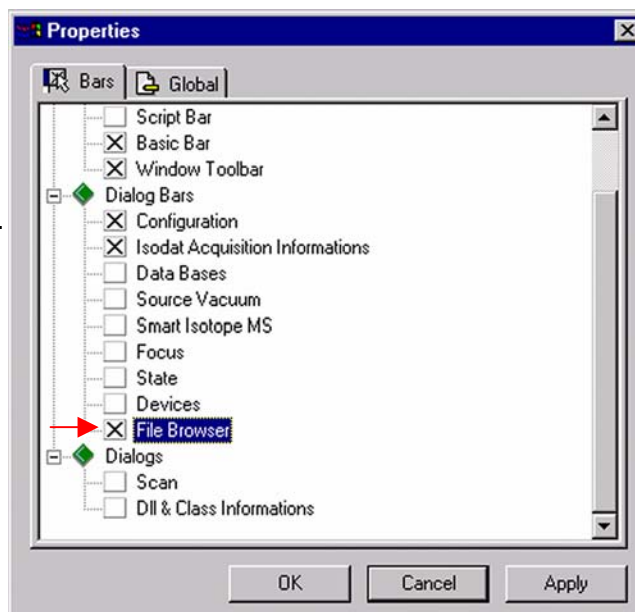 Properties
Bars Global
Script Bar
Basic Bar
Window Toolbar
Dialog Bars
Configuration
Isodat Acquisition Informations
Data Bases
Source Vacuum
Smart Isotope MS
Focus
State
Devices
File Browser
Dialogs
Scan
Dll & Class Informations
OK Cancel Apply